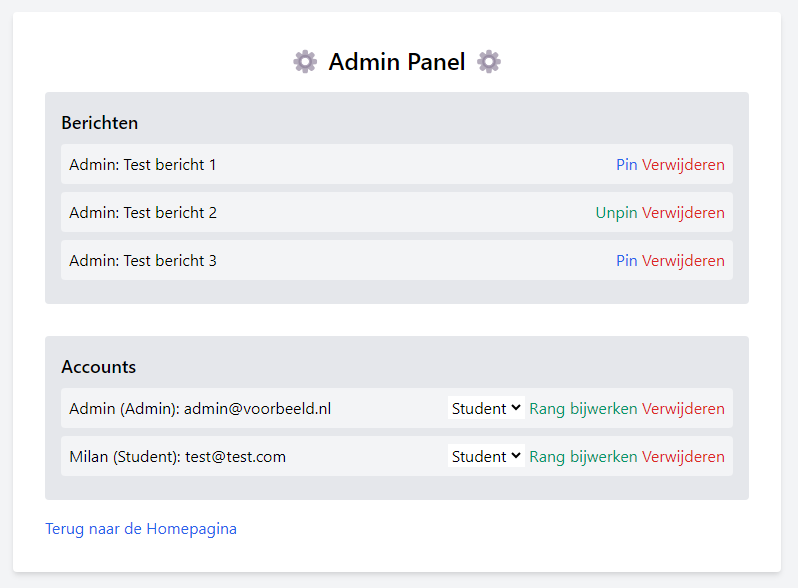 Admin Panel
Berichten
Admin: Test bericht 1 Pin Verwijderen
Admin: Test bericht 2 Unpin Verwijderen
Admin: Test bericht 3 Pin Verwijderen
Accounts
Admin (Admin): admin@voorbeeld.nl Student Rang bijwerken Verwijderen
Milan (Student): test@test.com Student Rang bijwerken Verwijderen
Terug naar de Homepagina